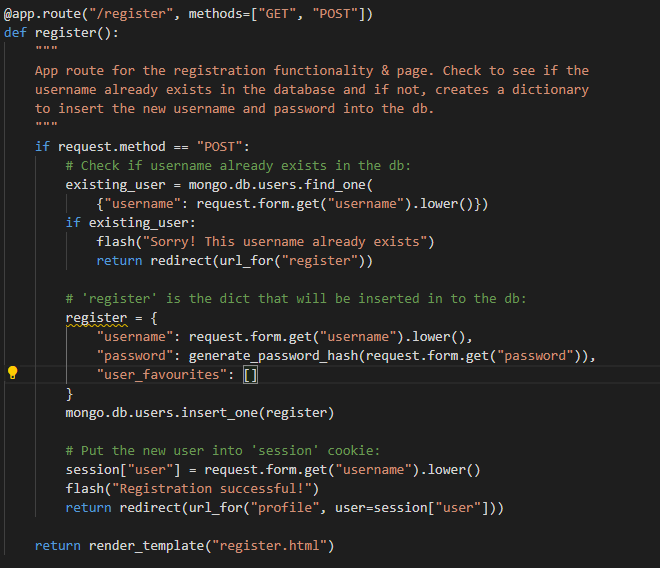 @app.route("/register", methods=["GET", "POST"])
def register():
    """
    App route for the registration functionality & page. Check to see if the
    username already exists in the database and if not, creates a dictionary
    to insert the new username and password into the db.
    """
    if request.method == "POST":
        # Check if username already exists in the db:
        existing_user = mongo.db.users.find_one(
            {"username": request.form.get("username").lower()})
        if existing_user:
            flash("Sorry! This username already exists")
            return redirect(url_for("register"))

        # 'register' is the dict that will be inserted in to the db:
        register = {
            "username": request.form.get("username").lower(),
            "password": generate_password_hash(request.form.get("password")),
            "user_favourites": []
        }
        mongo.db.users.insert_one(register)

        # Put the new user into 'session' cookie:
        session["user"] = request.form.get("username").lower()
        flash("Registration successful!")
        return redirect(url_for("profile", user=session["user"]))

    return render_template("register.html")